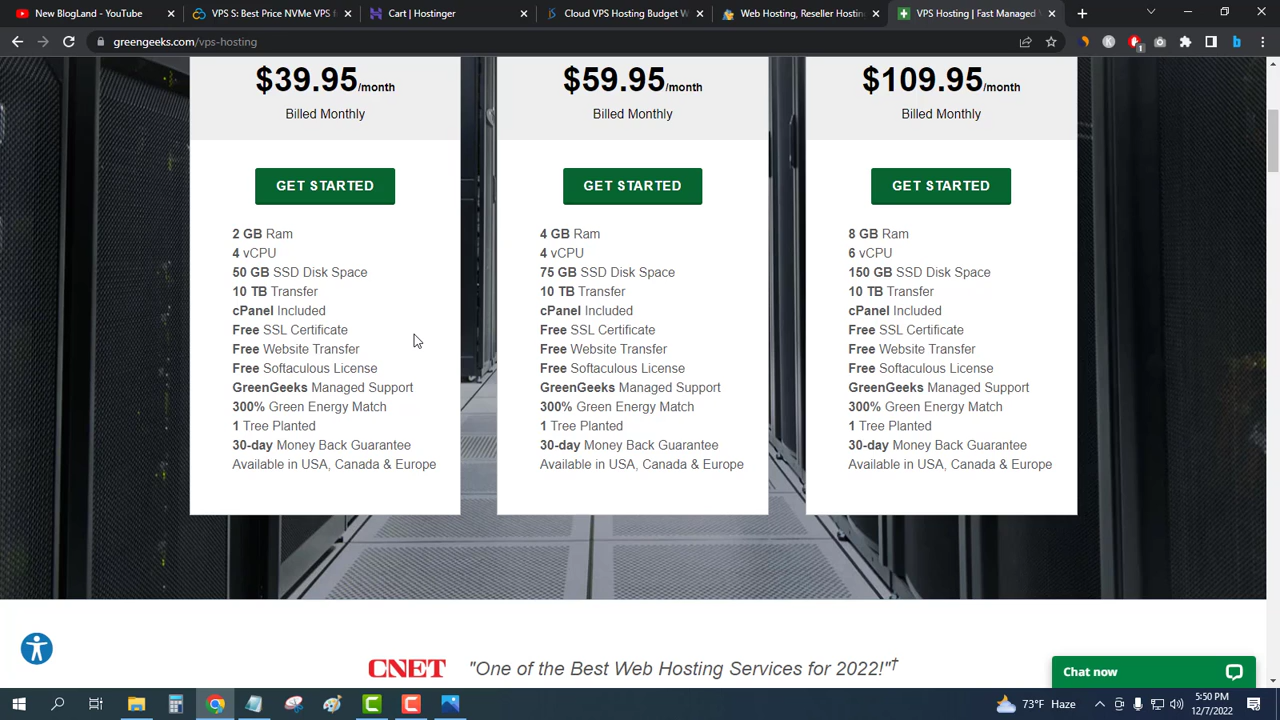 New BlogLand - YouTube
VPS S: Best Price NVMe VPS
Cart | Hostinger
Cloud VPS Hosting Budget W
Web Hosting, Reseller Hosting
VPS Hosting | Fast Managed V
greengeeks.com/vps-hosting
1
b
$39.95/month
Billed Monthly
GET STARTED
2 GB Ram
4 vCPU
50 GB SSD Disk Space
10 TB Transfer
cPanel Included
Free SSL Certificate
Free Website Transfer
Free Softaculous License
GreenGeeks Managed Support
300% Green Energy Match
1 Tree Planted
30-day Money Back Guarantee
Available in USA, Canada & Europe
$59.95/month
Billed Monthly
GET STARTED
4 GB Ram
4 vCPU
75 GB SSD Disk Space
10 TB Transfer
cPanel Included
Free SSL Certificate
Free Website Transfer
Free Softaculous License
GreenGeeks Managed Support
300% Green Energy Match
1 Tree Planted
30-day Money Back Guarantee
Available in USA, Canada & Europe
$109.95/month
Billed Monthly
GET STARTED
8 GB Ram
6 vCPU
150 GB SSD Disk Space
10 TB Transfer
cPanel Included
Free SSL Certificate
Free Website Transfer
Free Softaculous License
GreenGeeks Managed Support
300% Green Energy Match
1 Tree Planted
30-day Money Back Guarantee
Available in USA, Canada & Europe
CNET "One of the Best Web Hosting Services for 2022!"†
Chat now
73°F Haze
5:50 PM
12/7/2022